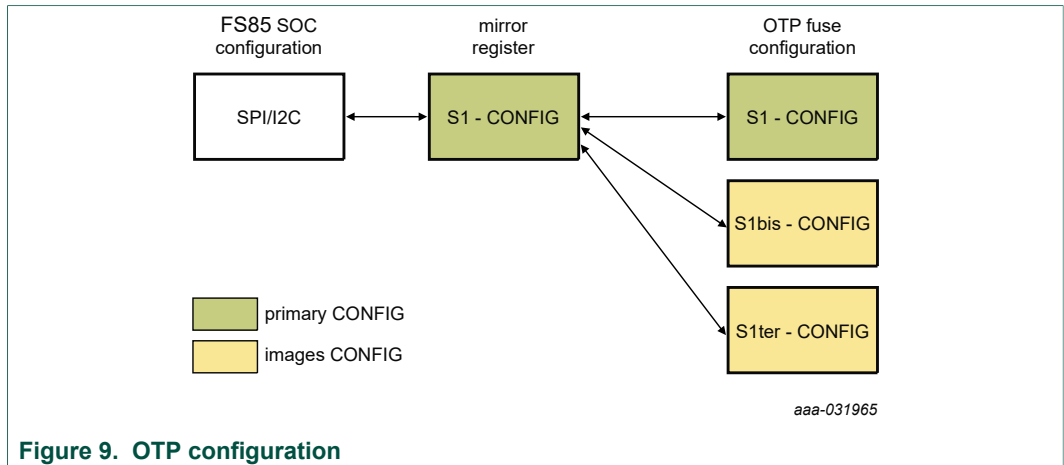 FS85 SOC
configuration
mirror
register
OTP fuse
configuration
SPI/I2C
S1 - CONFIG
S1 - CONFIG
S1bis - CONFIG
S1ter - CONFIG
primary CONFIG
images CONFIG
aaa-031965
Figure 9. OTP configuration